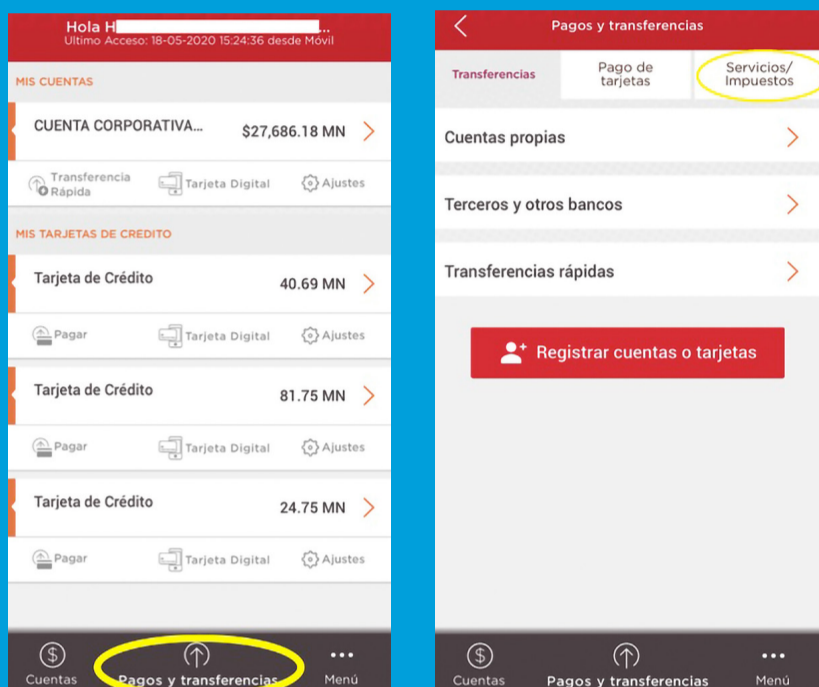 Hola H...
Último Acceso: 18-05-2020 15:24:36 desde Móvil
MIS CUENTAS
CUENTA CORPORATIVA... $27,686.18 MN
Transferencia Rápida Tarjeta Digital Ajustes
MIS TARJETAS DE CREDITO
Tarjeta de Crédito 40.69 MN
Pagar Tarjeta Digital Ajustes
Tarjeta de Crédito 81.75 MN
Pagar Tarjeta Digital Ajustes
Tarjeta de Crédito 24.75 MN
Pagar Tarjeta Digital Ajustes
Cuentas Pagos y transferencias Menú
Pagos y transferencias
Transferencias Pago de tarjetas Servicios/ Impuestos
Cuentas propias
Terceros y otros bancos
Transferencias rápidas
Registrar cuentas o tarjetas
Cuentas Pagos y transferencias Menú